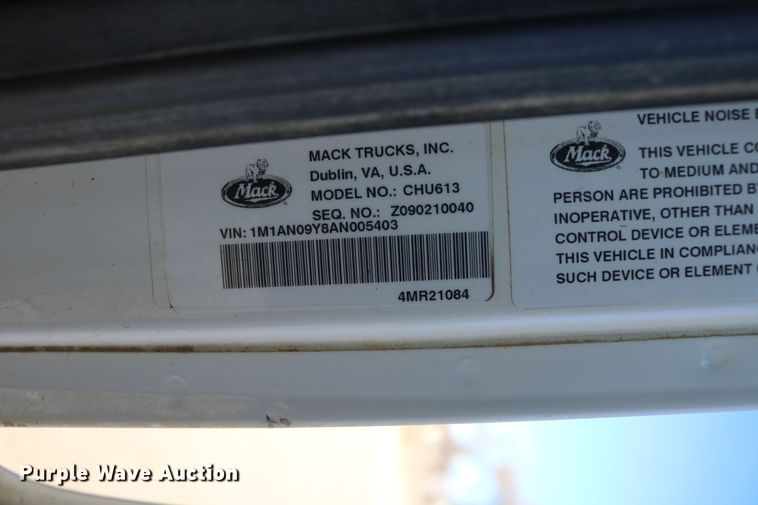 Mack
MACK TRUCKS, INC.
Dublin, VA, U.S.A.
MODEL NO.: CHU613
SEQ. NO.: Z090210040
VIN: 1M1AN09Y8AN005403
4MR21084
Mack
VEHICLE NOISE
THIS VEHICLE
TO MEDIUM AND
PERSON ARE PROHIBITED
INOPERATIVE, OTHER THAN
CONTROL DEVICE OR
THIS VEHICLE IN
SUCH DEVICE OR ELEMENT
Purple Wave Auction